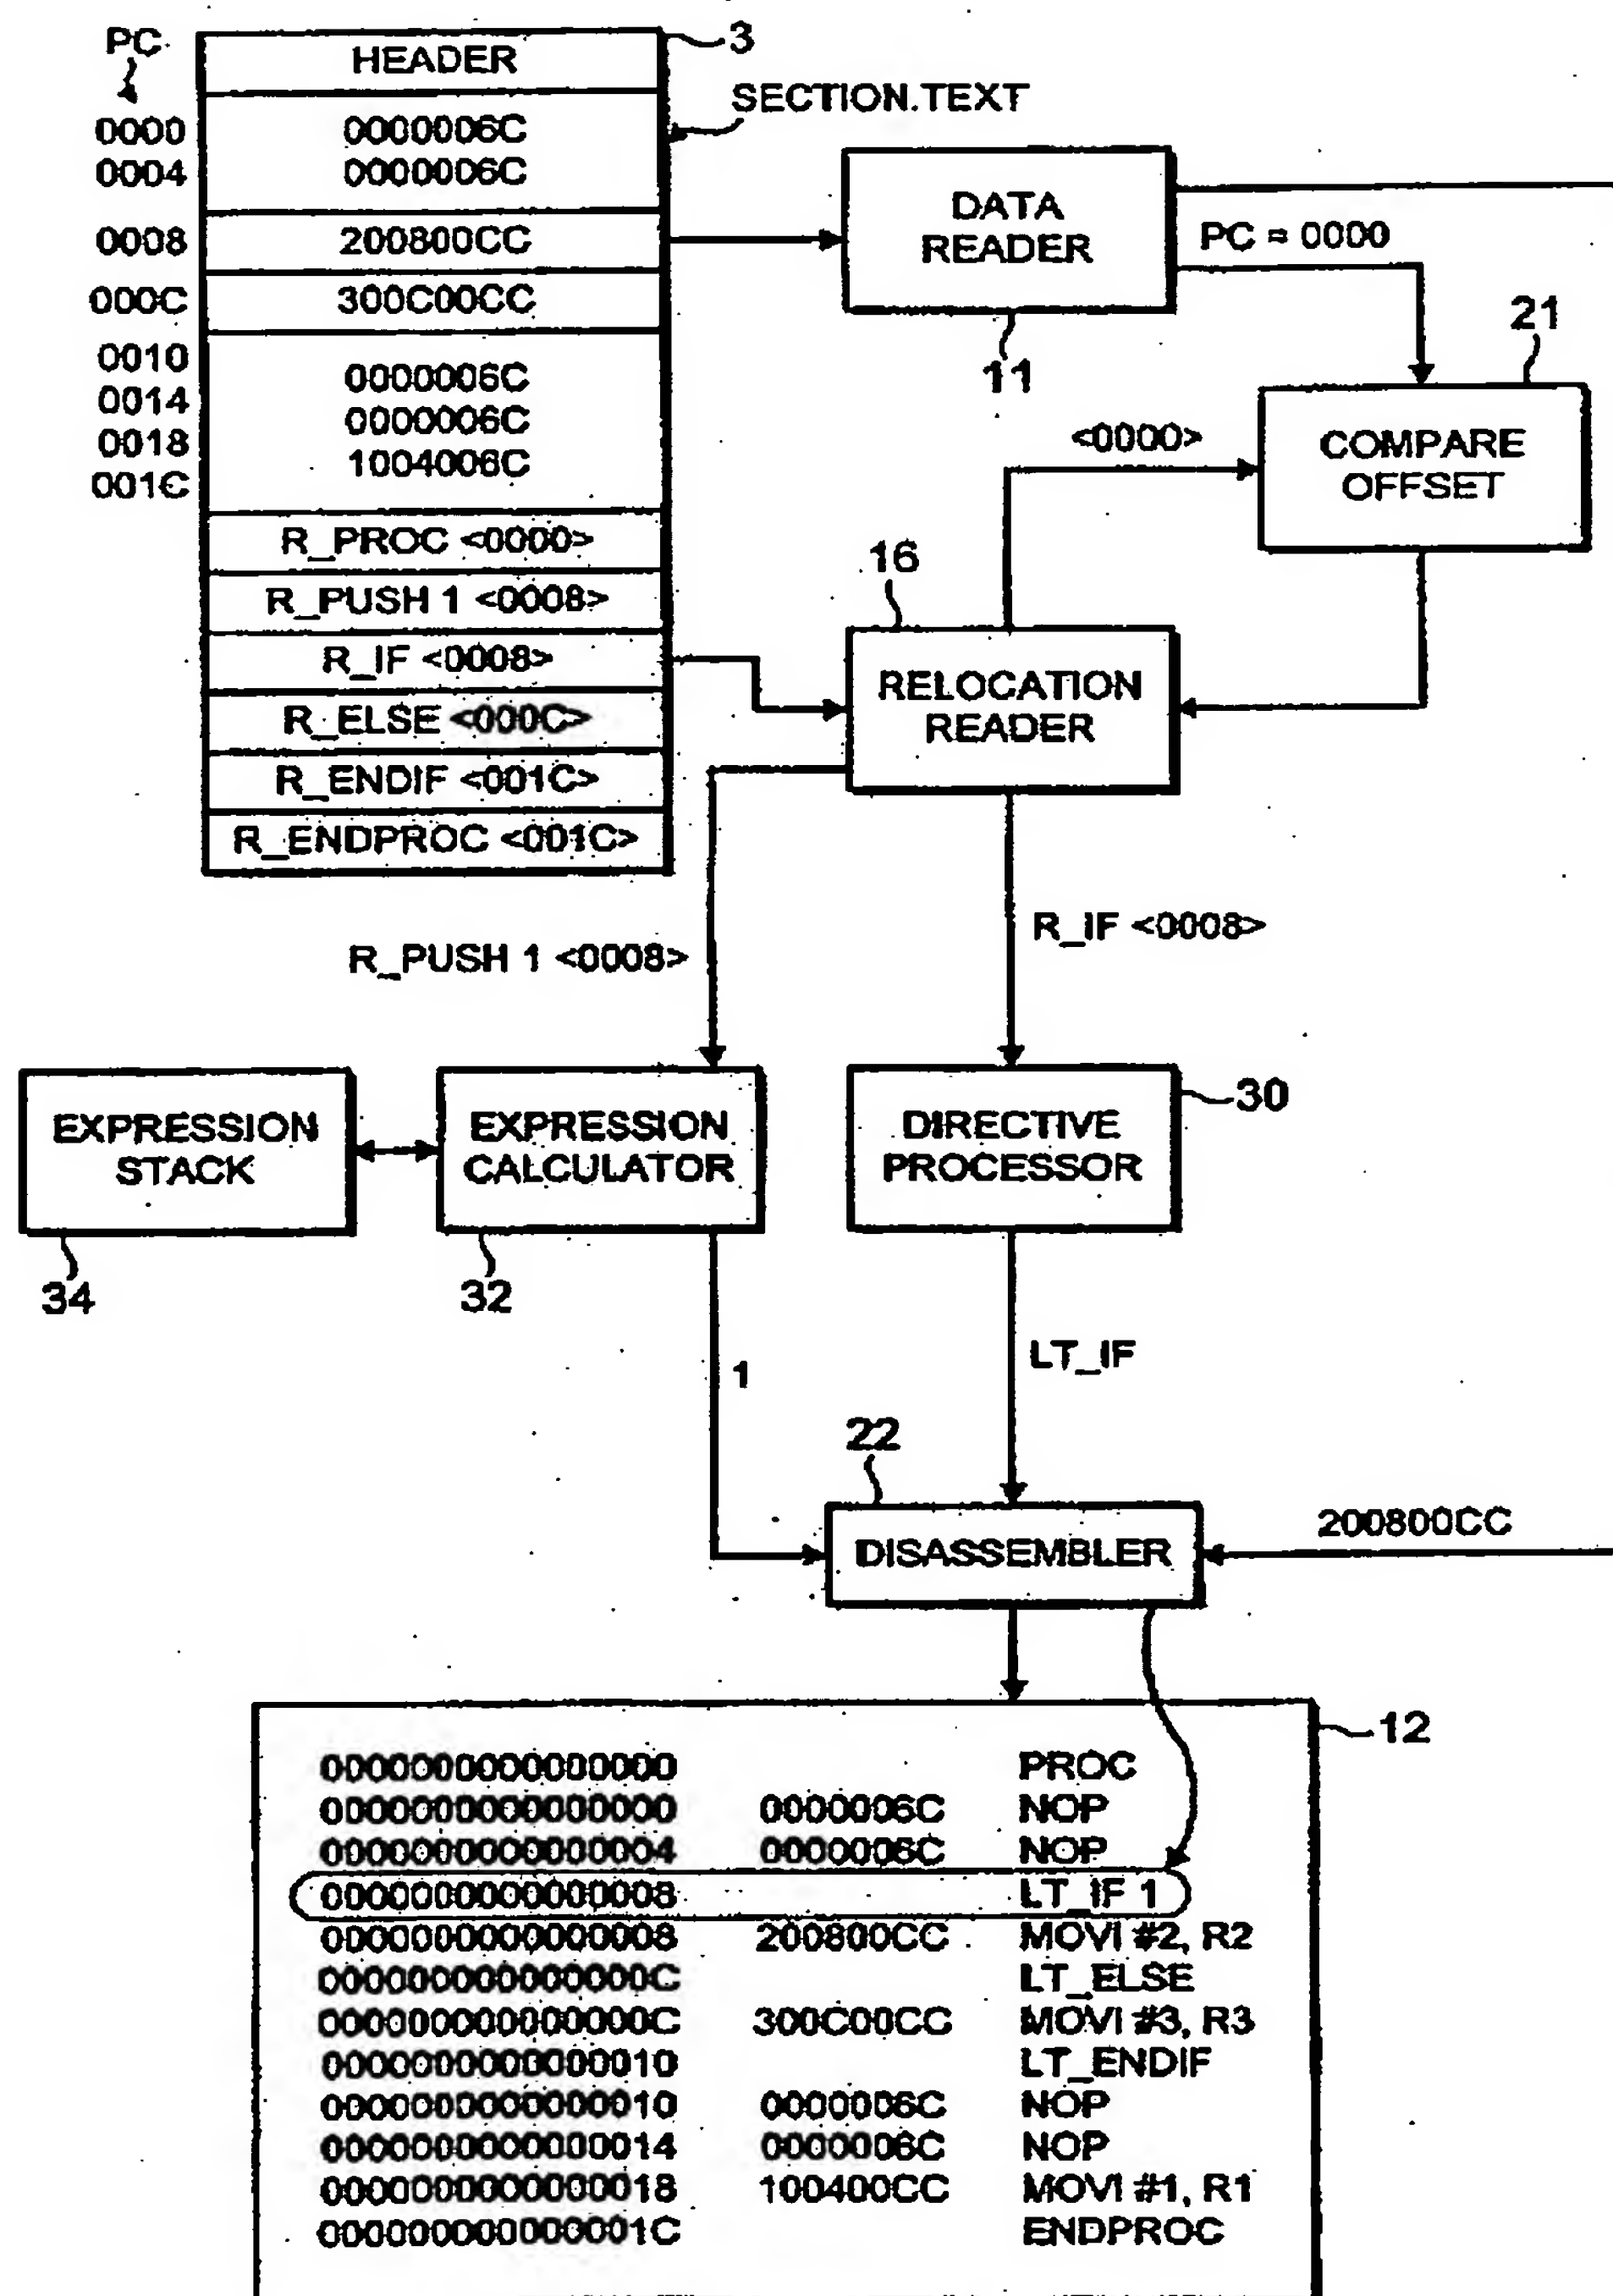 PC
HEADER
3
SECTION.TEXT
0000 0000006C
0004 0000006C
0008 200800CC
000C 300C00CC
0010
0014
0018
001C
0000006C
0000006C
1004006C
R_PROC <0000>
R_PUSH 1 <0008>
R_IF <0008>
R_ELSE <000C>
R_ENDIF <001C>
R_ENDPROC <001C>
DATA
READER
11
PC = 0000
21
COMPARE
OFFSET
<0000>
16
RELOCATION
READER
R_PUSH 1 <0008>
R_IF <0008>
EXPRESSION
STACK
34
EXPRESSION
CALCULATOR
32
DIRECTIVE
PROCESSOR
30
1
LT_IF
22
DISASSEMBLER
200800CC
12
0000000000000000 PROC
0000000000000000 0000006C NOP
0000000000000004 0000006C NOP
0000000000000008 LT_IF 1
0000000000000008 200800CC MOVI #2, R2
000000000000000C LT_ELSE
000000000000000C 300C00CC MOVI #3, R3
0000000000000010 LT_ENDIF
0000000000000010 0000006C NOP
0000000000000014 0000006C NOP
0000000000000018 100400CC MOVI #1, R1
000000000000001C ENDPROC